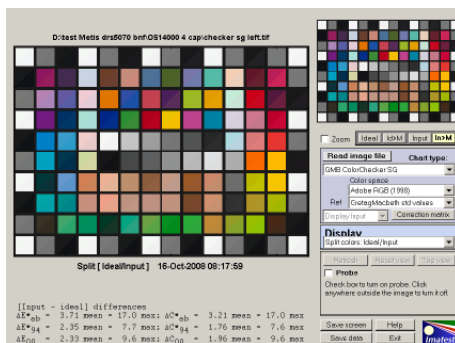 D:\test Metis drs5070 bnf\OS14000 4 cap\checker sg left.tif
Zoom
Ideal
Id>M
Input
In>M
Read image file
Chart type:
GMB ColorChecker SG
Color space
Adobe RGB (1998)
Ref
GretagMacbeth std values
Display Input
Correction matrix
Display
Split colors: Ideal/Input
Refresh
Reset view
Top view
Probe
Check box to turn on probe. Click
anywhere outside the image to turn it off.
Split [ Ideal/Input ] 16-Oct-2008 08:17:59
[Input - ideal] differences
ΔE*ab = 3.71 mean - 17.0 max; ΔC*ab = 3.21 mean - 17.0 max
ΔE*94 = 2.35 mean - 7.7 max; ΔC*94 = 1.76 mean - 7.6 max
ΔE00 = 2.33 mean - 9.6 max; ΔC00 = 1.96 mean - 9.6 max
Save screen
Help
Save data
Exit
Imatest